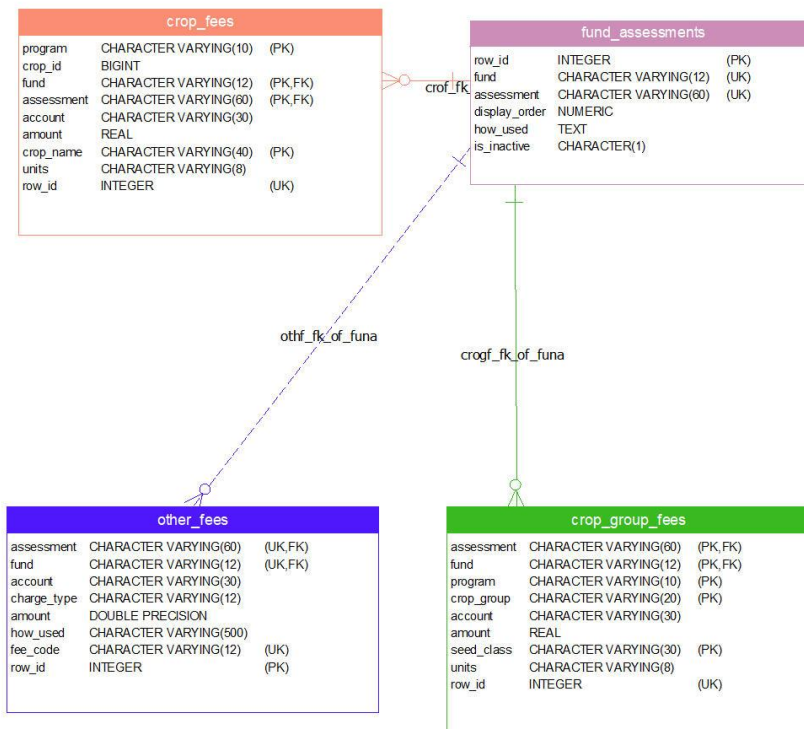 crop_fees
program CHARACTER VARYING(10) (PK)
crop_id BIGINT
fund CHARACTER VARYING(12) (PK,FK)
assessment CHARACTER VARYING(60) (PK,FK)
account CHARACTER VARYING(30)
amount REAL
crop_name CHARACTER VARYING(40) (PK)
units CHARACTER VARYING(8)
row_id INTEGER (UK)
fund_assessments
row_id INTEGER (PK)
fund CHARACTER VARYING(12) (UK)
assessment CHARACTER VARYING(60) (UK)
display_order NUMERIC
how_used TEXT
is_inactive CHARACTER(1)
crof_fk_
othf_fk_of_funa
crogf_fk_of_funa
other_fees
assessment CHARACTER VARYING(60) (UK,FK)
fund CHARACTER VARYING(12) (UK,FK)
account CHARACTER VARYING(30)
charge_type CHARACTER VARYING(12)
amount DOUBLE PRECISION
how_used CHARACTER VARYING(500)
fee_code CHARACTER VARYING(12) (UK)
row_id INTEGER (PK)
crop_group_fees
assessment CHARACTER VARYING(60) (PK,FK)
fund CHARACTER VARYING(12) (PK,FK)
program CHARACTER VARYING(10) (PK)
crop_group CHARACTER VARYING(20) (PK)
account CHARACTER VARYING(30)
amount REAL
seed_class CHARACTER VARYING(30) (PK)
units CHARACTER VARYING(8)
row_id INTEGER (UK)